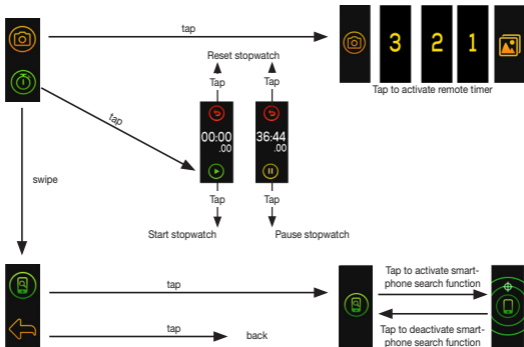 tap
3 2 1
Tap to activate remote timer
Reset stopwatch
Tap Tap
tap
00:00
.00
36:44
.00
Tap Tap
Start stopwatch
Pause stopwatch
swipe
tap
Tap to activate smart-
phone search function
tap
back
Tap to deactivate smart-
phone search function